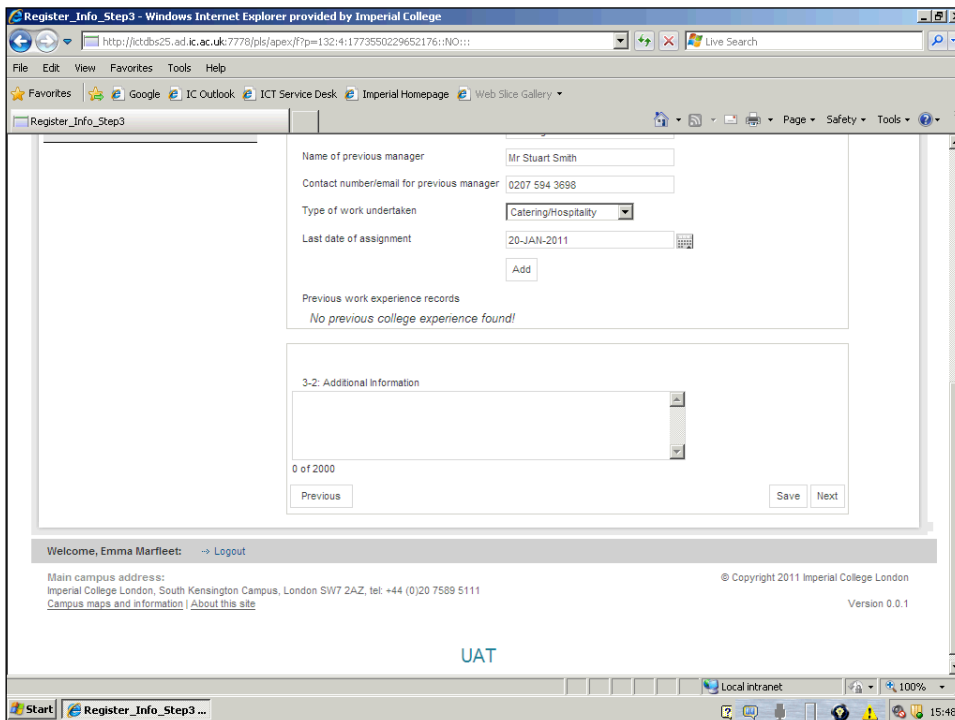 Register_Info_Step3 - Windows Internet Explorer provided by Imperial College
http://ictdbs25.ad.ic.ac.uk:7778/pls/apex/f?p=132:4:1773550229652176::NO:::
Live Search
File Edit View Favorites Tools Help
Favorites Google IC Outlook ICT Service Desk Imperial Homepage Web Slice Gallery
Register_Info_Step3
Page Safety Tools
Name of previous manager Mr Stuart Smith
Contact number/email for previous manager 0207 594 3698
Type of work undertaken Catering/Hospitality
Last date of assignment 20-JAN-2011
Add
Previous work experience records
No previous college experience found!
3-2: Additional Information
0 of 2000
Previous Save Next
Welcome, Emma Marfleet: ··> Logout
Main campus address: © Copyright 2011 Imperial College London
Imperial College London, South Kensington Campus, London SW7 2AZ, tel: +44 (0)20 7589 5111
Campus maps and information | About this site Version 0.0.1
UAT
Local intranet 100%
Start Register_Info_Step3 ... 15:48